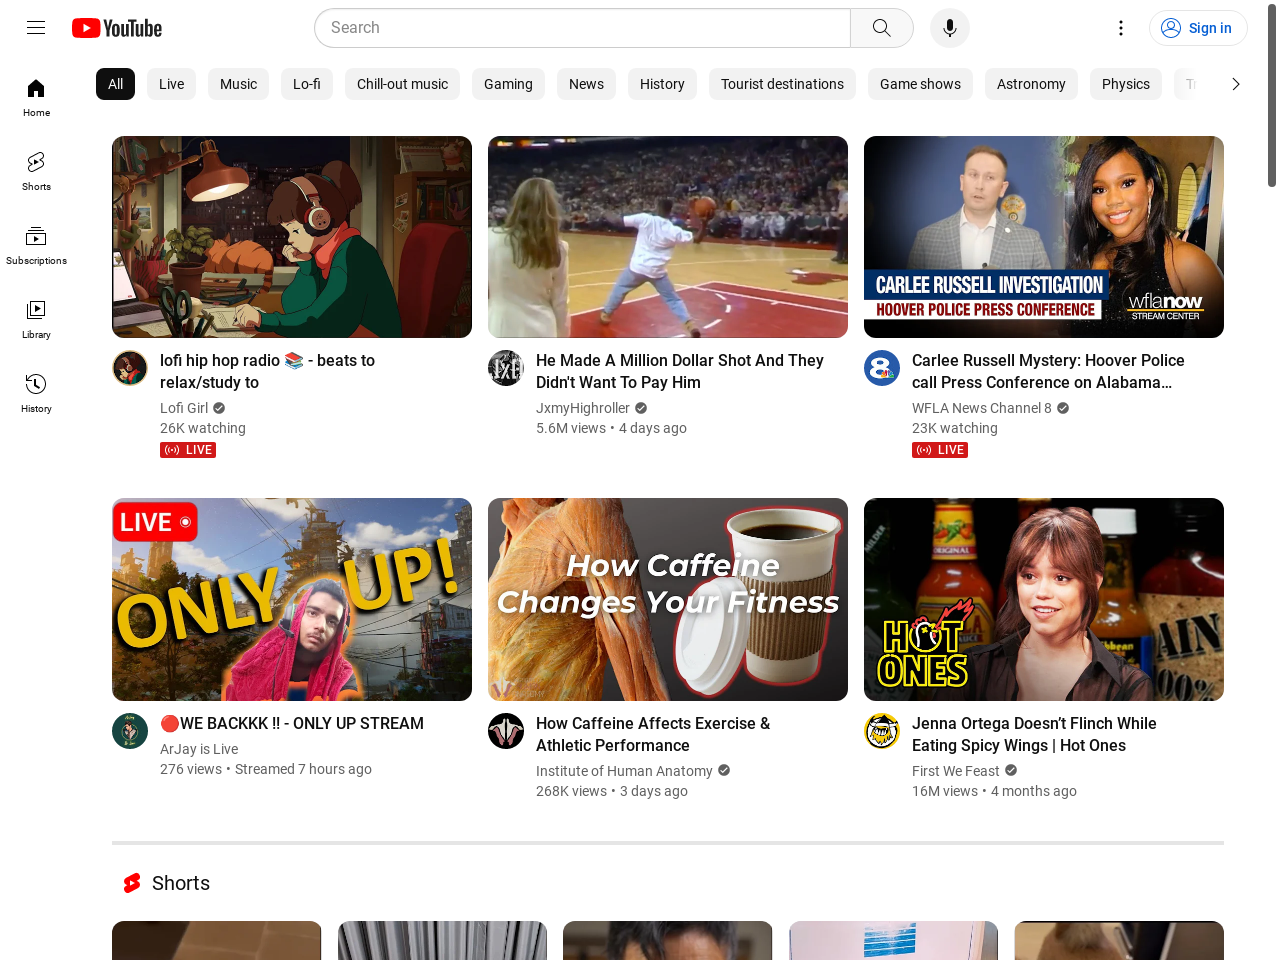 YouTube
Search
Sign in
All
Live
Music
Lo-fi
Chill-out music
Gaming
News
History
Tourist destinations
Game shows
Astronomy
Physics
Home
Shorts
Subscriptions
Library
History
CARLEE RUSSELL INVESTIGATION
HOOVER POLICE PRESS CONFERENCE
wfla now
STREAM CENTER
lofi hip hop radio 📚 - beats to
relax/study to
Lofi Girl
26K watching
LIVE
He Made A Million Dollar Shot And They
Didn't Want To Pay Him
JxmyHighroller
5.6M views • 4 days ago
8
Carlee Russell Mystery: Hoover Police
call Press Conference on Alabama…
WFLA News Channel 8
23K watching
LIVE
LIVE
ONLY UP!
How Caffeine
Changes Your Fitness
ORIGINAL
HOT
ONES
🔴WE BACKKK !! - ONLY UP STREAM
ArJay is Live
276 views • Streamed 7 hours ago
How Caffeine Affects Exercise &
Athletic Performance
Institute of Human Anatomy
268K views • 3 days ago
Jenna Ortega Doesn’t Flinch While
Eating Spicy Wings | Hot Ones
First We Feast
16M views • 4 months ago
Shorts